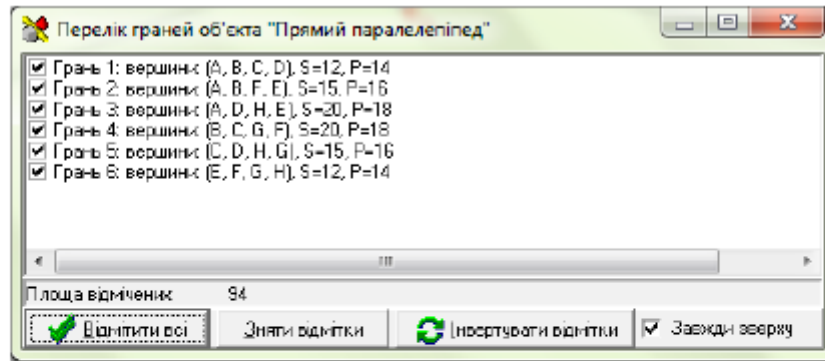 Перелік граней об'єкта "Прямий паралелепіпед"
Грань 1: вершини: (A, B, C, D), S=12, P=14
Грань 2: вершини: (A, B, F, E), S=15, P=16
Грань 3: вершини: (A, D, H, E), S=20, P=18
Грань 4: вершини: (B, C, G, F), S=20, P=18
Грань 5: вершини: (C, D, H, G), S=15, P=16
Грань 6: вершини: (E, F, G, H), S=12, P=14
Площа відмічених: 94
Відмітити всі Зняти відмітки Інвертувати відмітки Завжди зверху